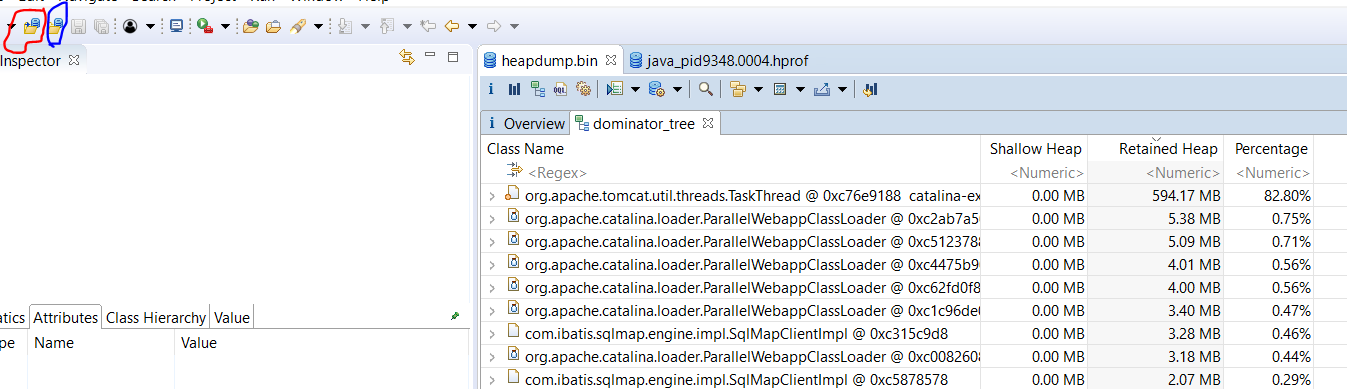 Inspector
heapdump.bin java_pid9348.0004.hprof
OQL
i Overview dominator_tree
Class Name Shallow Heap Retained Heap Percentage
<Regex> <Numeric> <Numeric> <Numeric>
org.apache.tomcat.util.threads.TaskThread @ 0xc76e9188 catalina-ex 0.00 MB 594.17 MB 82.80%
org.apache.catalina.loader.ParallelWebappClassLoader @ 0xc2ab7a5 0.00 MB 5.38 MB 0.75%
org.apache.catalina.loader.ParallelWebappClassLoader @ 0xc5123788 0.00 MB 5.09 MB 0.71%
org.apache.catalina.loader.ParallelWebappClassLoader @ 0xc4475b9 0.00 MB 4.01 MB 0.56%
org.apache.catalina.loader.ParallelWebappClassLoader @ 0xc62fd0f8 0.00 MB 4.00 MB 0.56%
org.apache.catalina.loader.ParallelWebappClassLoader @ 0xc1c96de 0.00 MB 3.40 MB 0.47%
com.ibatis.sqlmap.engine.impl.SqlMapClientImpl @ 0xc315c9d8 0.00 MB 3.28 MB 0.46%
org.apache.catalina.loader.ParallelWebappClassLoader @ 0xc008260 0.00 MB 3.18 MB 0.44%
com.ibatis.sqlmap.engine.impl.SqlMapClientImpl @ 0xc5878578 0.00 MB 2.07 MB 0.29%
atics Attributes Class Hierarchy Value
pe Name Value